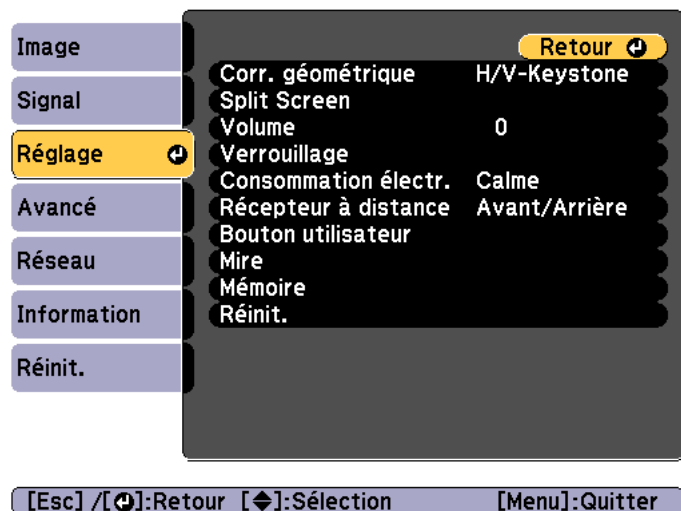 Image
Signal
Réglage
Avancé
Réseau
Information
Réinit.
Retour
Corr. géométrique H/V-Keystone
Split Screen
Volume 0
Verrouillage
Consommation électr. Calme
Récepteur à distance Avant/Arrière
Bouton utilisateur
Mire
Mémoire
Réinit.
[Esc] /[⏎]:Retour [◆]:Sélection [Menu]:Quitter